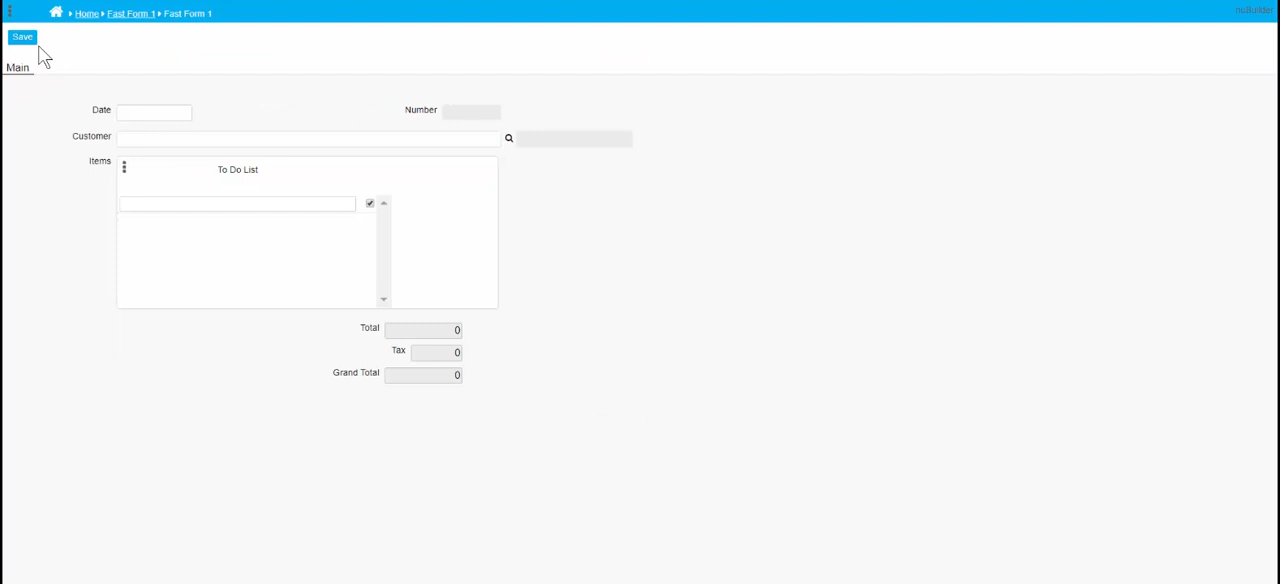 Home Fast Form 1 Fast Form 1
nuBuilder
Save
Main
Date
Number
Customer
Items
To Do List
Total 0
Tax 0
Grand Total 0